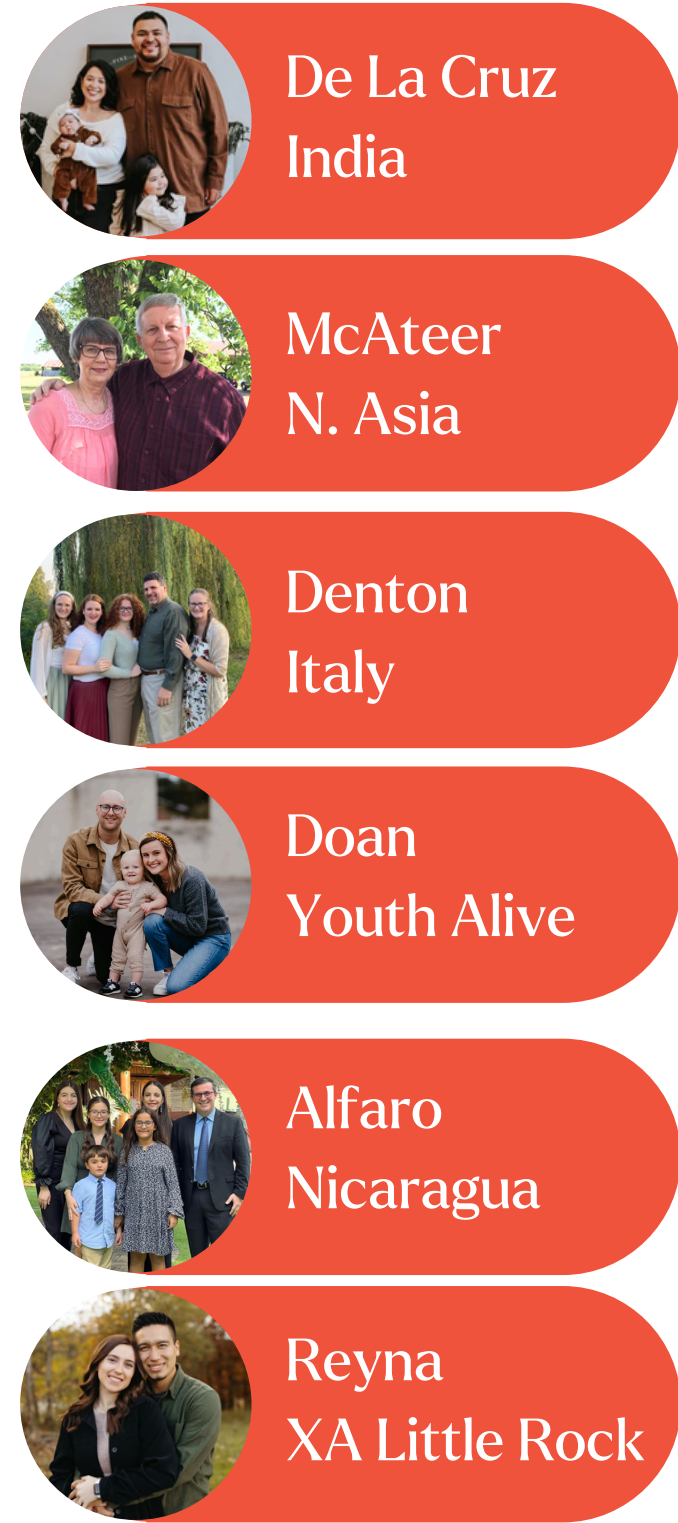 De La Cruz
India
McAteer
N. Asia
Denton
Italy
Doan
Youth Alive
Alfaro
Nicaragua
Reyna
XA Little Rock